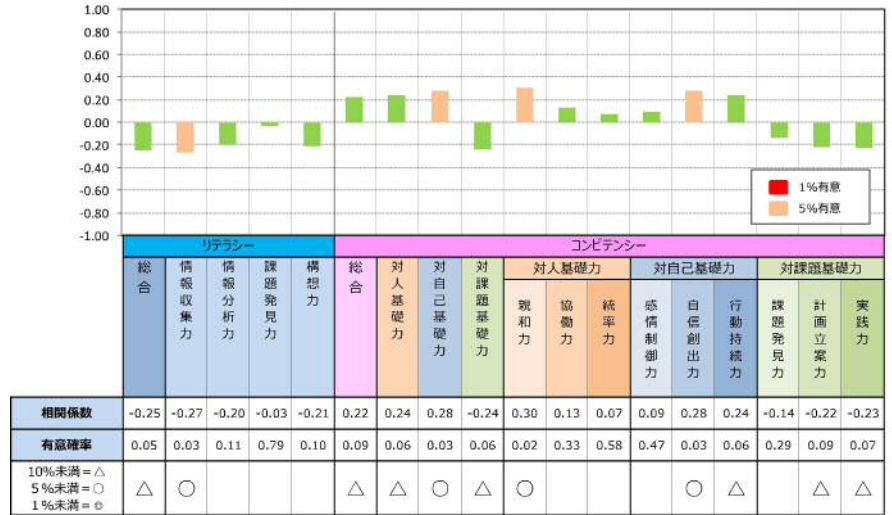 1.00
0.80
0.60
0.40
0.20
0.00
-0.20
-0.40
-0.60
-0.80
-1.00
1%有意
5%有意
リテラシー コンピテンシー
総合 情報収集力 情報分析力 課題発見力 構想力 総合 対人基礎力 対自己基礎力 対課題基礎力 対人基礎力 対自己基礎力 対課題基礎力
親和力 協働力 統率力 感情制御力 自信創出力 行動持続力 課題発見力 計画立案力 実践力
相関係数 -0.25 -0.27 -0.20 -0.03 -0.21 0.22 0.24 0.28 -0.24 0.30 0.13 0.07 0.09 0.28 0.24 -0.14 -0.22 -0.23
有意確率 0.05 0.03 0.11 0.79 0.10 0.09 0.06 0.03 0.06 0.02 0.33 0.58 0.47 0.03 0.06 0.29 0.09 0.07
10%未満=△
5%未満=○
1%未満=◎
△ ○ △ △ ○ △ ○ ○ △ △ △